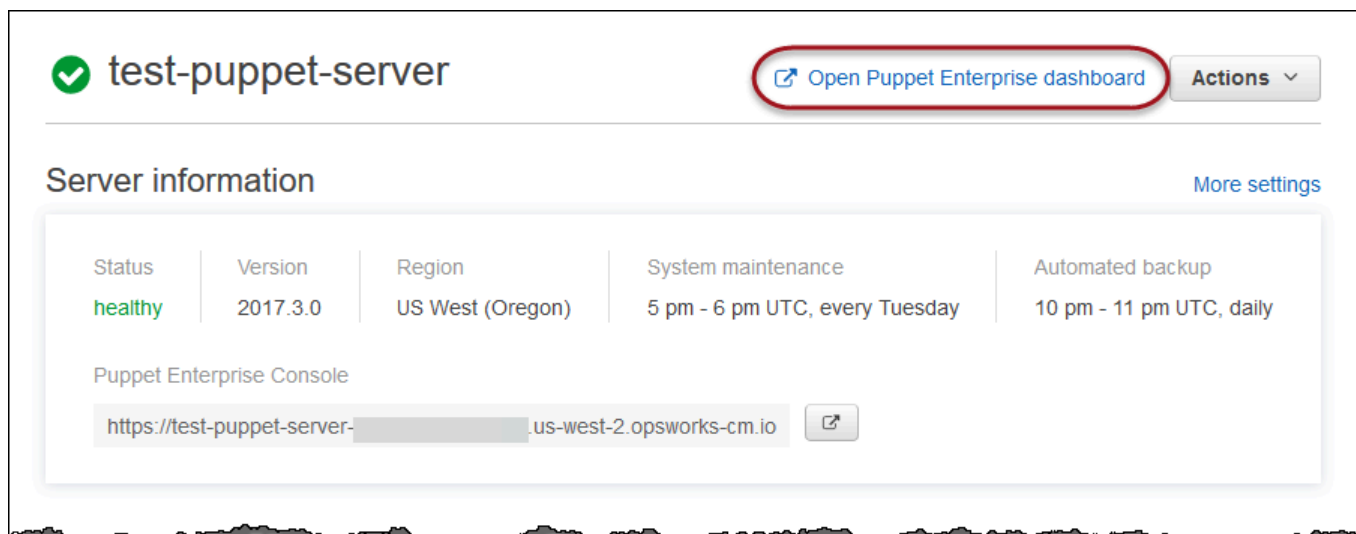 test-puppet-server
Open Puppet Enterprise dashboard
Actions
Server information
More settings
Status Version Region System maintenance Automated backup
healthy 2017.3.0 US West (Oregon) 5 pm - 6 pm UTC, every Tuesday 10 pm - 11 pm UTC, daily
Puppet Enterprise Console
https://test-puppet-server- .us-west-2.opsworks-cm.io